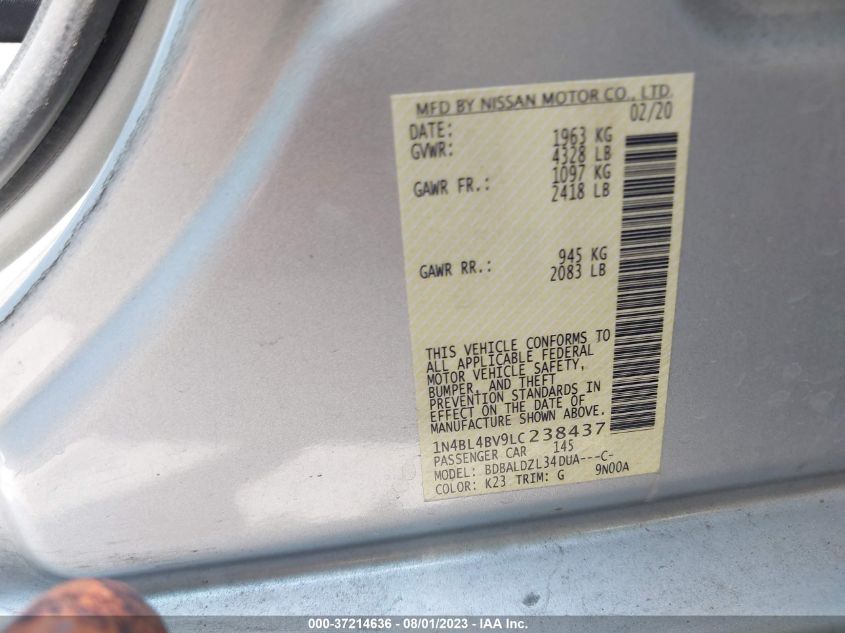 MFD BY NISSAN MOTOR CO., LTD.
DATE: 02/20
GVWR: 1963 KG
4328 LB
GAWR FR.: 1097 KG
2418 LB
GAWR RR.: 945 KG
2083 LB
THIS VEHICLE CONFORMS TO
ALL APPLICABLE FEDERAL
MOTOR VEHICLE SAFETY,
BUMPER, AND THEFT
PREVENTION STANDARDS IN
EFFECT ON THE DATE OF
MANUFACTURE SHOWN ABOVE.
1N4BL4BV9LC238437
PASSENGER CAR 145
MODEL: BDBALDZL34DUA---C-
COLOR: K23 TRIM: G 9N00A
000-37214636 - 08/01/2023 - IAA Inc.